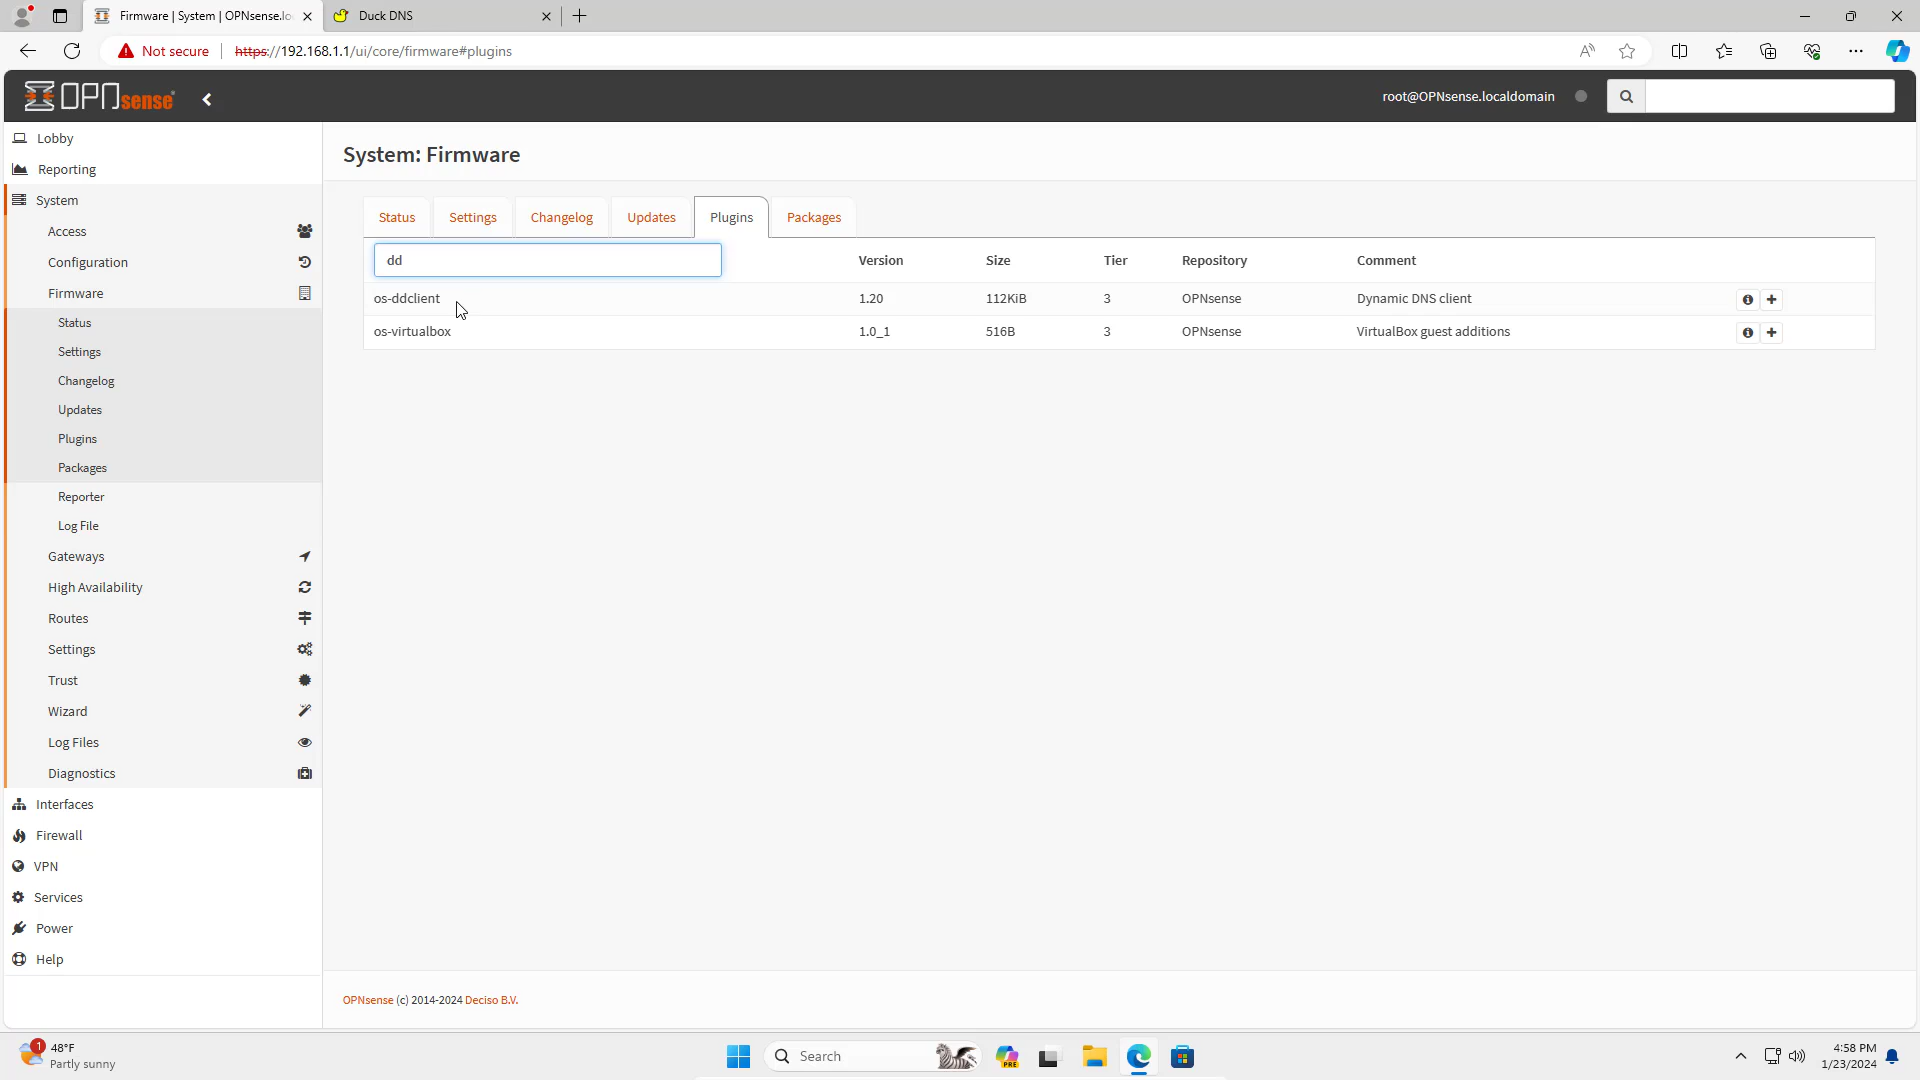 Firewall | System | OPNsense.lo
Duck DNS
Not secure
https://192.168.1.1/ui/core/firmware#plugins
OPNsense
root@OPNsense.localdomain
Lobby
Reporting
System
Access
Configuration
Firmware
Status
Settings
Changelog
Updates
Plugins
Packages
Reporter
Log File
Gateways
High Availability
Routes
Settings
Trust
Wizard
Log Files
Diagnostics
Interfaces
Firewall
VPN
Services
Power
Help
System: Firmware
Status Settings Changelog Updates Plugins Packages
dd Version Size Tier Repository Comment
os-ddclient 1.20 112KiB 3 OPNsense Dynamic DNS client
os-virtualbox 1.0_1 516B 3 OPNsense VirtualBox guest additions
OPNsense (c) 2014-2024 Deciso B.V.
1
48°F
Partly sunny
Search
PRE
4:58 PM
1/23/2024